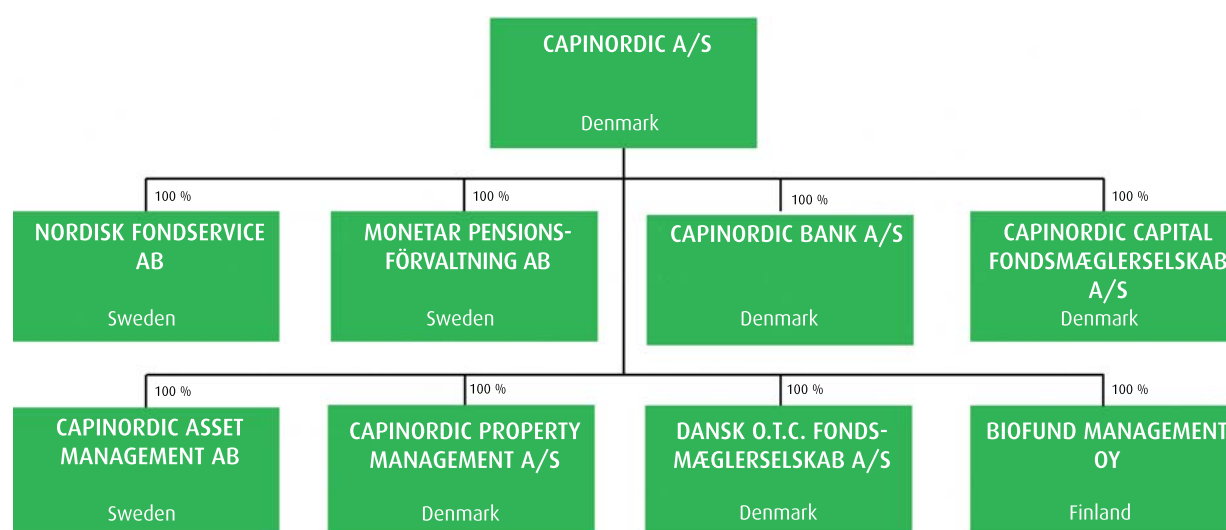 CAPINORDIC A/S
Denmark
100 %
100 %
100 %
100 %
NORDISK FONDSERVICE
AB
Sweden
MONETAR PENSIONS-
FÖRVALTNING AB
Sweden
CAPINORDIC BANK A/S
Denmark
CAPINORDIC CAPITAL
FONDSMÆGLERSELSKAB
A/S
Denmark
100 %
100 %
100 %
100 %
CAPINORDIC ASSET
MANAGEMENT AB
Sweden
CAPINORDIC PROPERTY
MANAGEMENT A/S
Denmark
DANSK O.T.C. FONDS-
MÆGLERSELSKAB A/S
Denmark
BIOFUND MANAGEMENT
OY
Finland